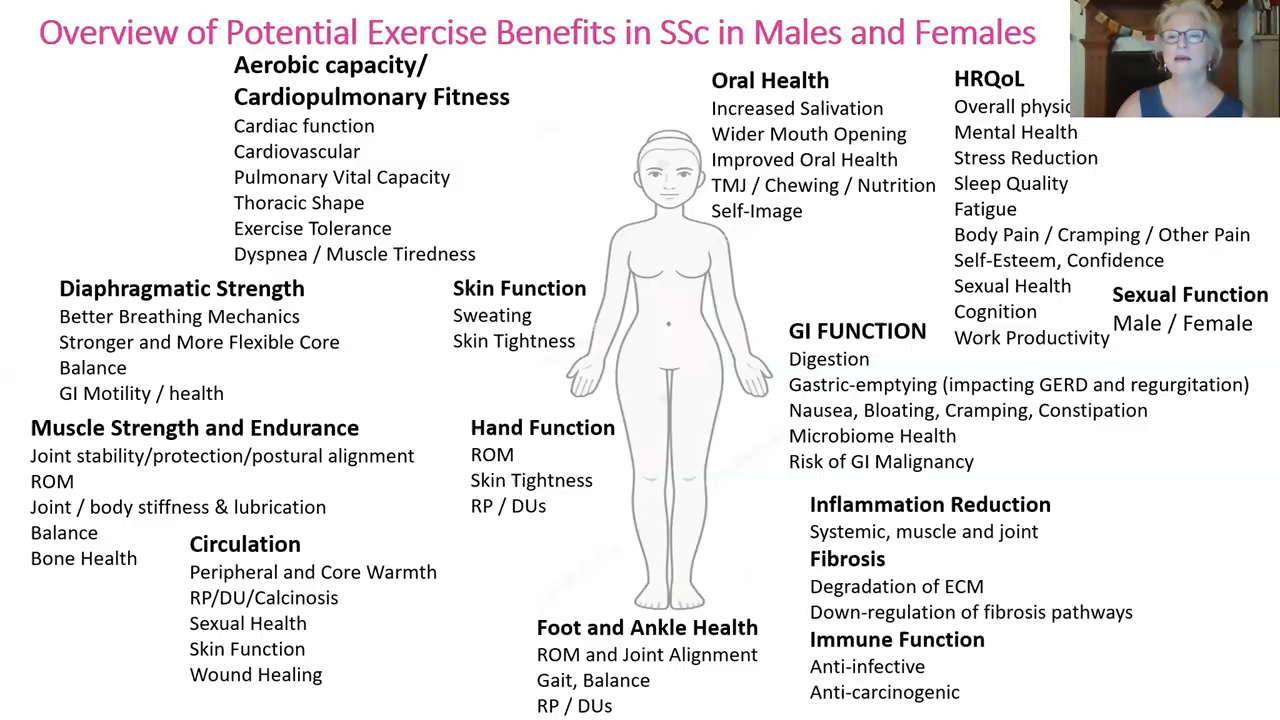 Overview of Potential Exercise Benefits in SSc in Males and Females
Aerobic capacity/
Cardiopulmonary Fitness
Cardiac function
Cardiovascular
Pulmonary Vital Capacity
Thoracic Shape
Exercise Tolerance
Dyspnea / Muscle Tiredness
Oral Health
Increased Salivation
Wider Mouth Opening
Improved Oral Health
TMJ / Chewing / Nutrition
Self-Image
HRQoL
Overall
Mental Health
Stress Reduction
Sleep Quality
Fatigue
Body Pain / Cramping / Other Pain
Self-Esteem, Confidence
Sexual Health
Cognition
Work Productivity
Sexual Function
Male / Female
Diaphragmatic Strength
Better Breathing Mechanics
Stronger and More Flexible Core
Balance
GI Motility / health
Skin Function
Sweating
Skin Tightness
GI FUNCTION
Digestion
Gastric-emptying (impacting GERD and regurgitation)
Nausea, Bloating, Cramping, Constipation
Microbiome Health
Risk of GI Malignancy
Muscle Strength and Endurance
Joint stability/protection/postural alignment
ROM
Joint / body stiffness & lubrication
Balance
Bone Health
Hand Function
ROM
Skin Tightness
RP / DUs
Circulation
Peripheral and Core Warmth
RP/DU/Calcinosis
Sexual Health
Skin Function
Wound Healing
Foot and Ankle Health
ROM and Joint Alignment
Gait, Balance
RP / DUs
Inflammation Reduction
Systemic, muscle and joint
Fibrosis
Degradation of ECM
Down-regulation of fibrosis pathways
Immune Function
Anti-infective
Anti-carcinogenic